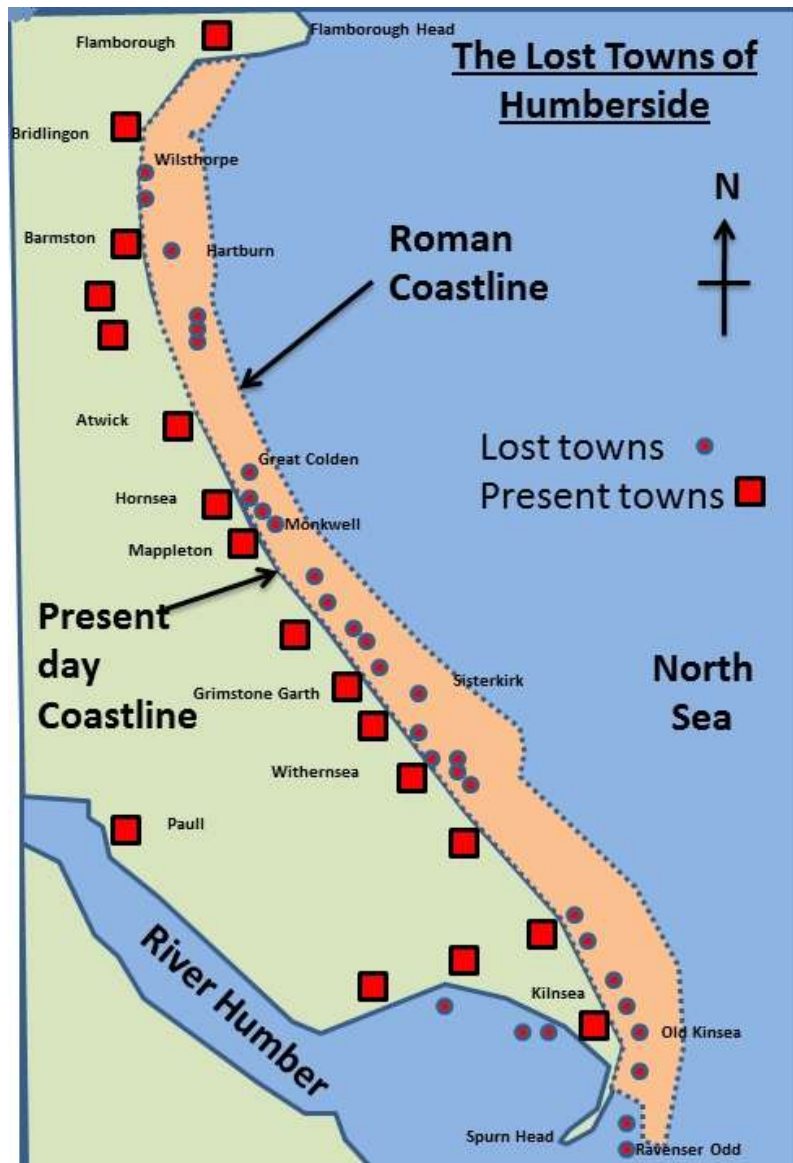 Flamborough Head
Flamborough
The Lost Towns of
Humberside
Bridlington
Wilsthorpe
N
Barmston
Hartburn
Roman
Coastline
Atwick
Lost towns
Great Colden
Present towns
Hornsea
Monkwell
Mappleton
Present
day
Coastline
North
Sea
Sisterkirk
Grimstone Garth
Withernsea
Paull
River Humber
Kilnsea
Old Kinsea
Spurn Head
Ravenser Odd